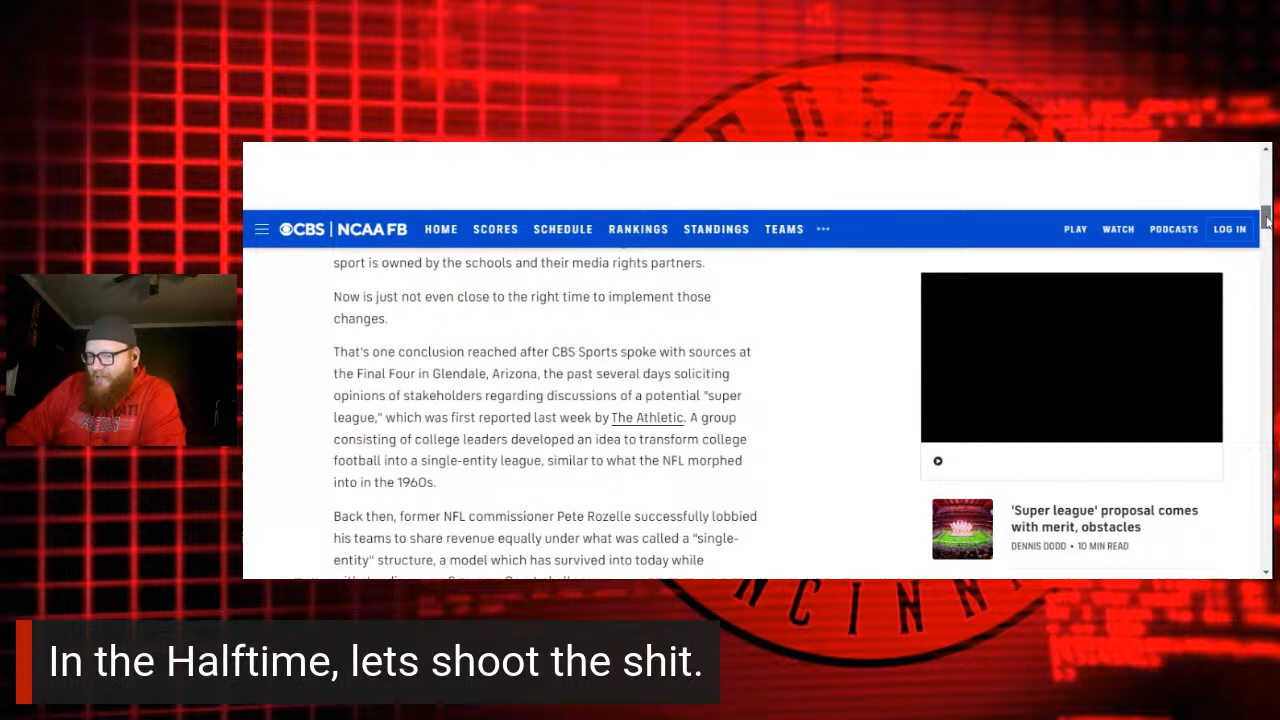 CBS | NCAA FB HOME SCORES SCHEDULE RANKINGS STANDINGS TEAMS ••• PLAY WATCH PODCASTS LOG IN
sport is owned by the schools and their media rights partners.
Now is just not even close to the right time to implement those
changes.
That's one conclusion reached after CBS Sports spoke with sources at
the Final Four in Glendale, Arizona, the past several days soliciting
opinions of stakeholders regarding discussions of a potential "super
league," which was first reported last week by The Athletic. A group
consisting of college leaders developed an idea to transform college
football into a single-entity league, similar to what the NFL morphed
into in the 1960s.
Back then, former NFL commissioner Pete Rozelle successfully lobbied
his teams to share revenue equally under what was called a "single-
entity" structure, a model which has survived into today while
'Super league' proposal comes
with merit, obstacles
DENNIS DODD • 10 MIN READ
In the Halftime, lets shoot the shit.